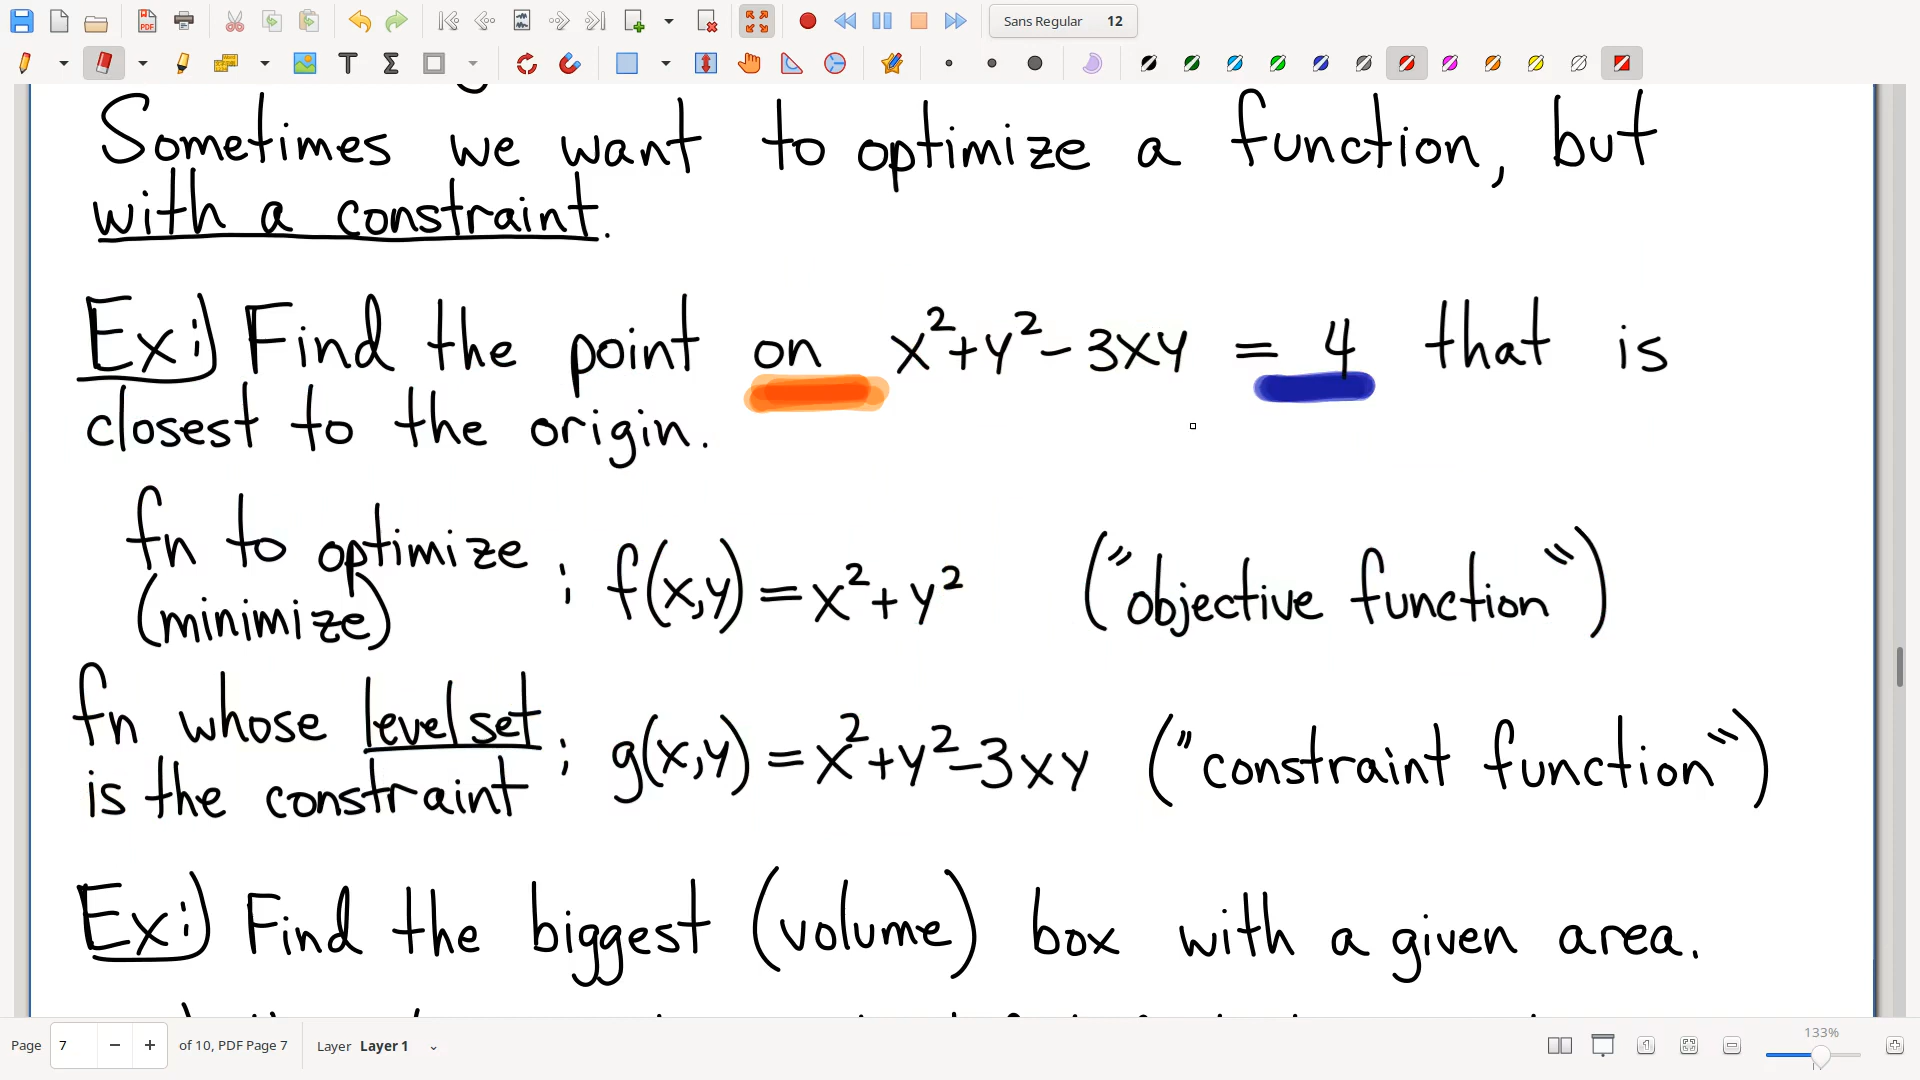 Sans Regular 12
Sometimes we want to optimize a function, but
with a constraint.
Ex: Find the point on x²+y²-3xy = 4 that is
closest to the origin.
fn to optimize : f(x,y) = x²+y² ("objective function")
(minimize)
fn whose level set : g(x,y) = x²+y²-3xy ("constraint function")
is the constraint
Ex: Find the biggest (volume) box with a given area.
Page 7 of 10, PDF Page 7 Layer Layer 1 133%